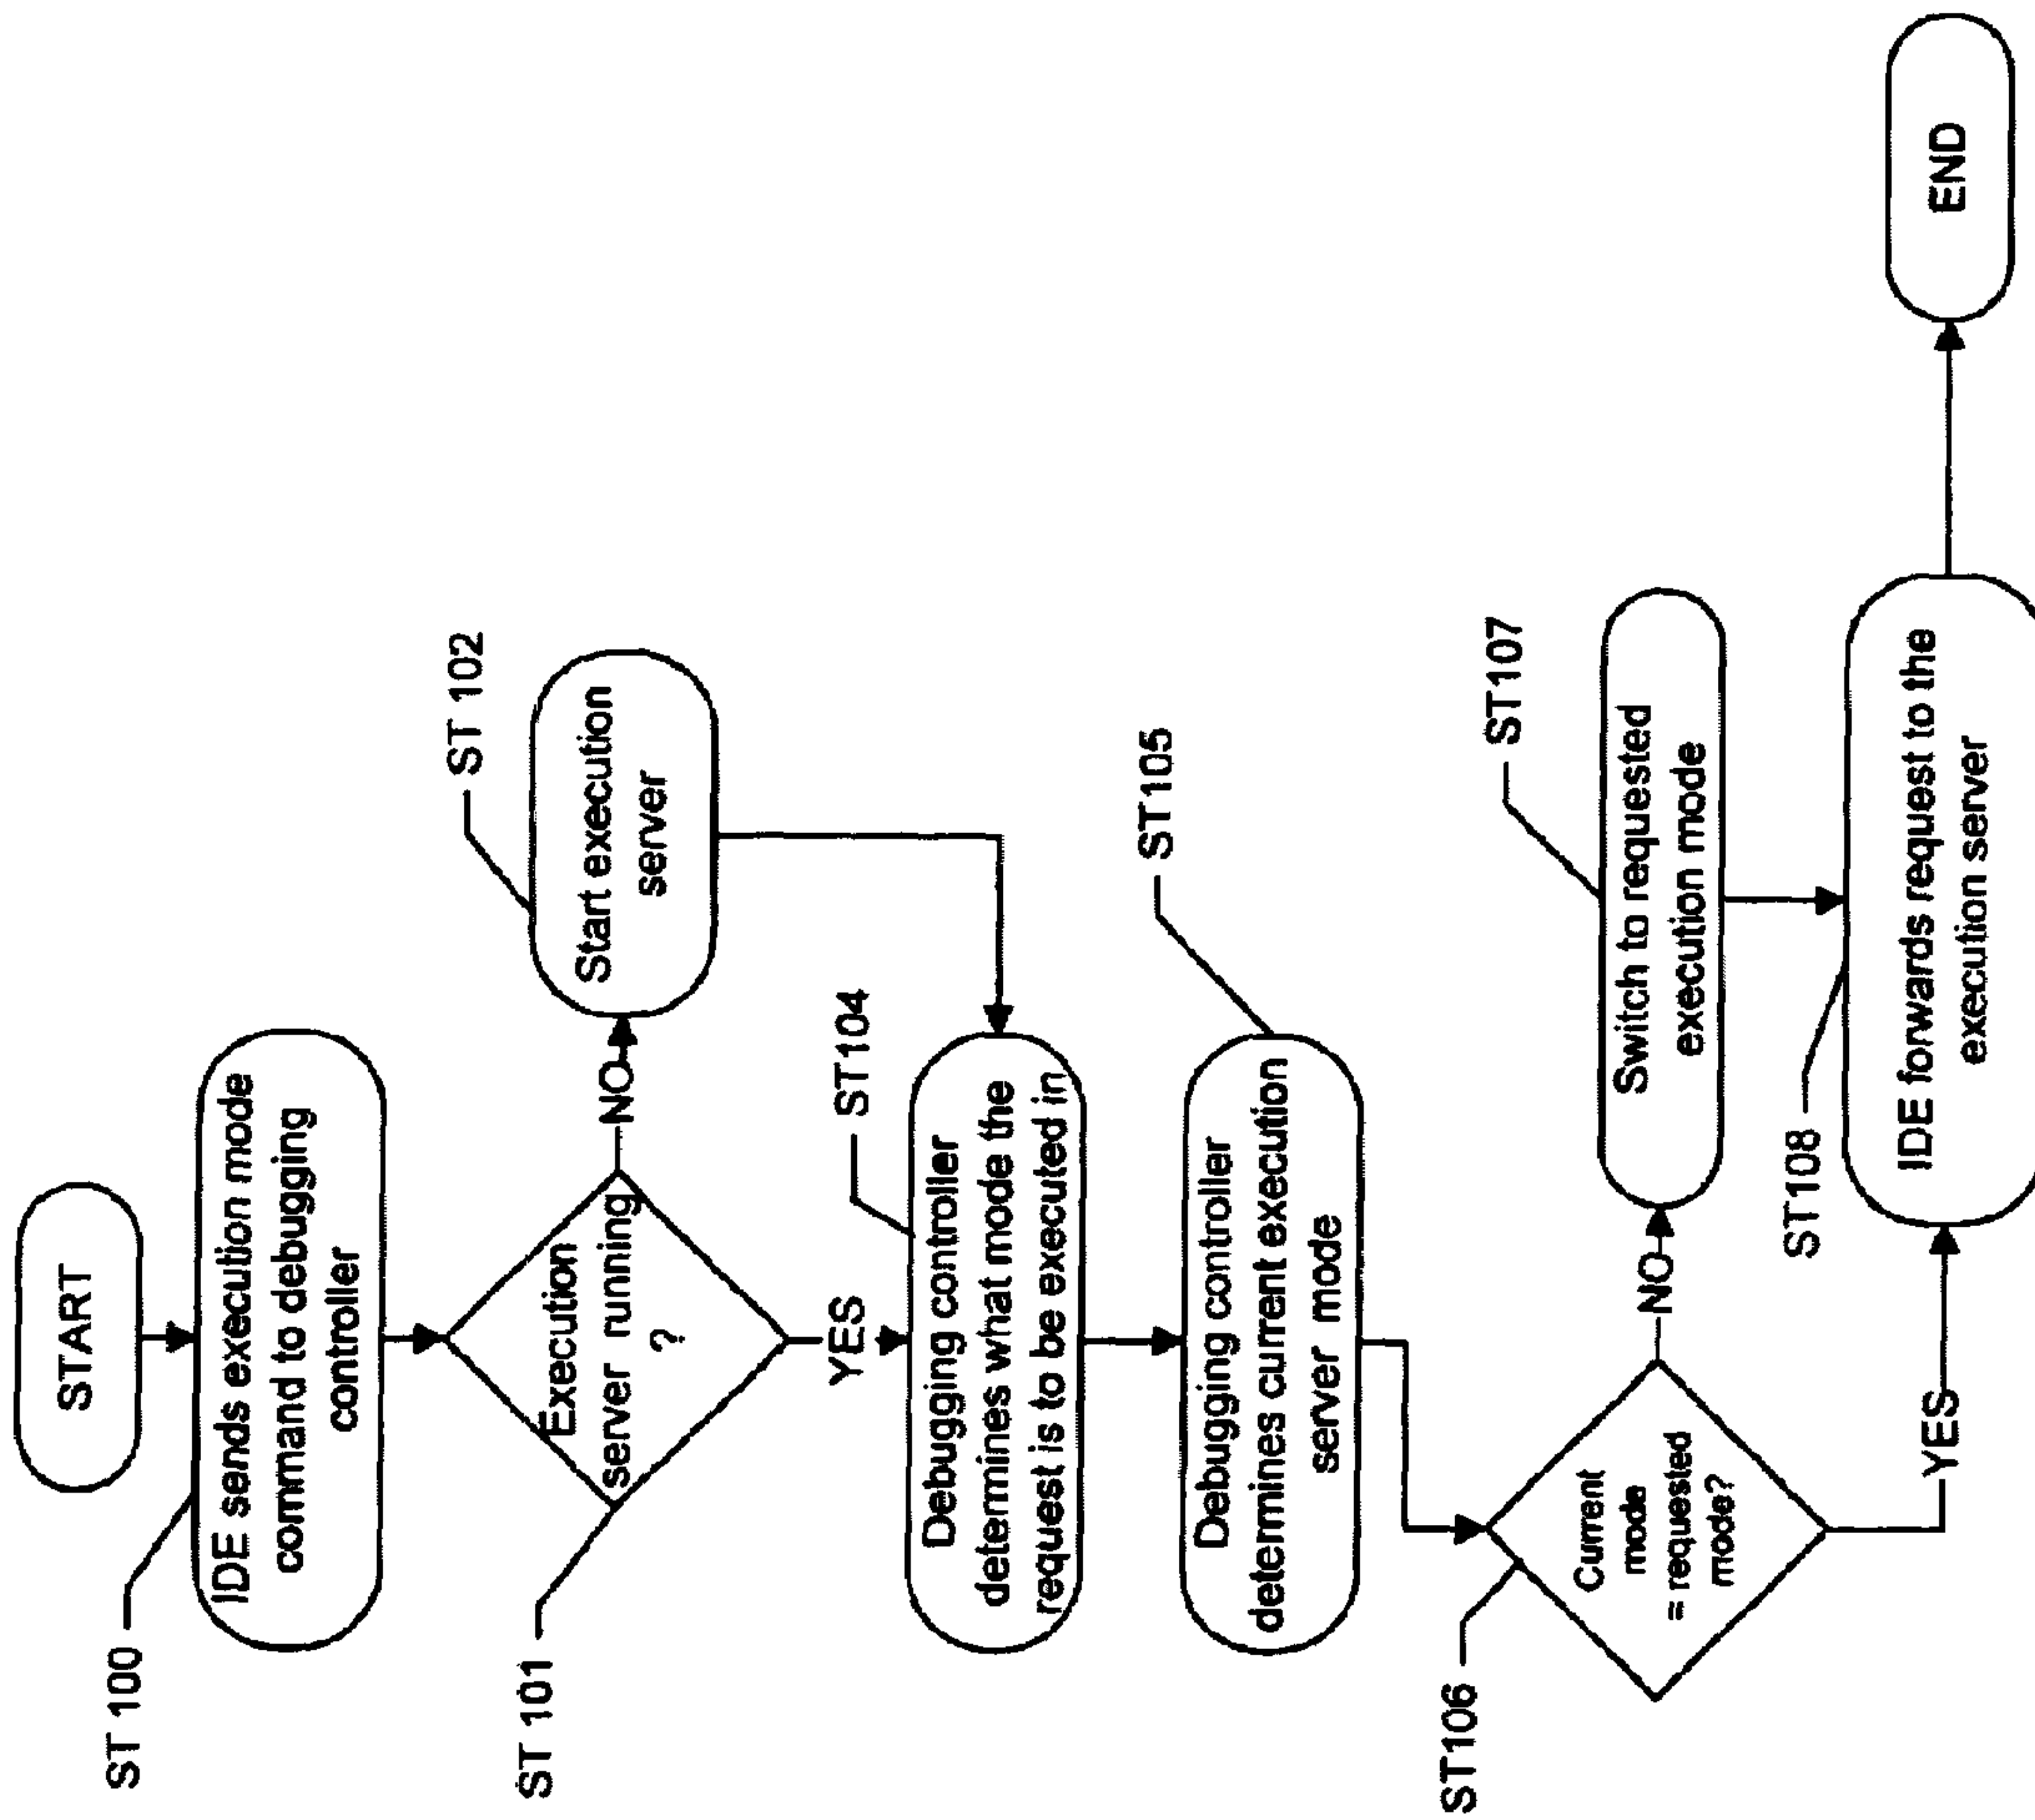 START
ST 100
IDE sends execution mode
command to debugging
controller
ST 101
Execution
server running
?
NO
ST 102
Start execution
server
YES
ST104
Debugging controller
determines what mode the
request is to be executed in
ST105
Debugging controller
determines current execution
server mode
ST106
Current
mode
= requested
mode?
NO
ST107
Switch to requested
execution mode
YES
ST108
IDE forwards request to the
execution server
END